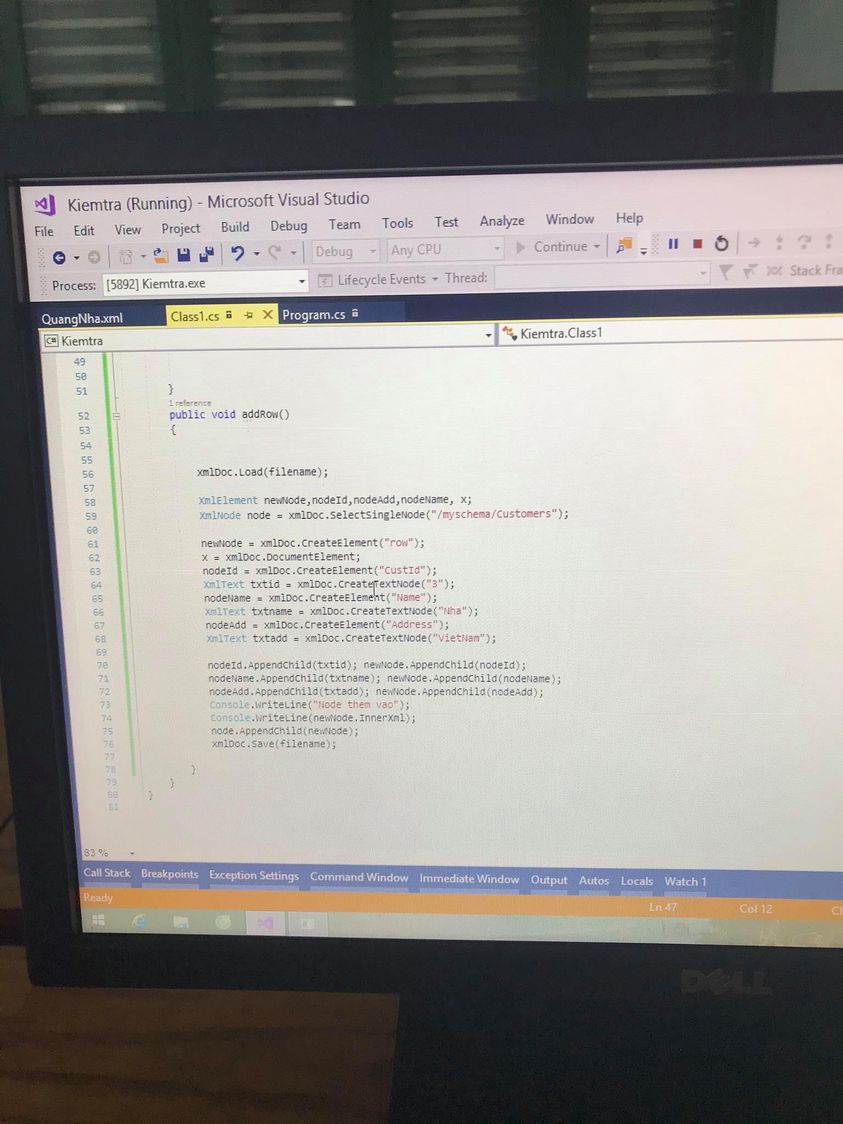 Kiemtra (Running) - Microsoft Visual Studio
File Edit View Project Build Debug Team Tools Test Analyze Window Help
Debug Any CPU Continue
Process: [5892] Kiemtra.exe Lifecycle Events Thread: Stack Fra
QuangNha.xml Class1.cs Program.cs
C# Kiemtra Kiemtra.Class1
49
50
51 }
1 reference
52 public void addRow()
53 {
54
55
56 xmlDoc.Load(filename);
57
58 XmlElement newNode,nodeId,nodeAdd,nodeName, x;
59 XmlNode node = xmlDoc.SelectSingleNode("/myschema/Customers");
60
61 newNode = xmlDoc.CreateElement("row");
62 x = xmlDoc.DocumentElement;
63 nodeId = xmlDoc.CreateElement("CustId");
64 XmlText txtid = xmlDoc.CreateTextNode("3");
65 nodeName = xmlDoc.CreateElement("Name");
66 XmlText txtname = xmlDoc.CreateTextNode("Nha");
67 nodeAdd = xmlDoc.CreateElement("Address");
68 XmlText txtadd = xmlDoc.CreateTextNode("VietNam");
69
70 nodeId.AppendChild(txtid); newNode.AppendChild(nodeId);
71 nodeName.AppendChild(txtname); newNode.AppendChild(nodeName);
72 nodeAdd.AppendChild(txtadd); newNode.AppendChild(nodeAdd);
73 Console.WriteLine("Node them vao");
74 Console.WriteLine(newNode.InnerXml);
75 node.AppendChild(newNode);
76 xmlDoc.Save(filename);
77
78 }
79 }
80 }
81
83 %
Call Stack Breakpoints Exception Settings Command Window Immediate Window Output Autos Locals Watch 1
Ready Ln 47 Col 12 Cl
DELL